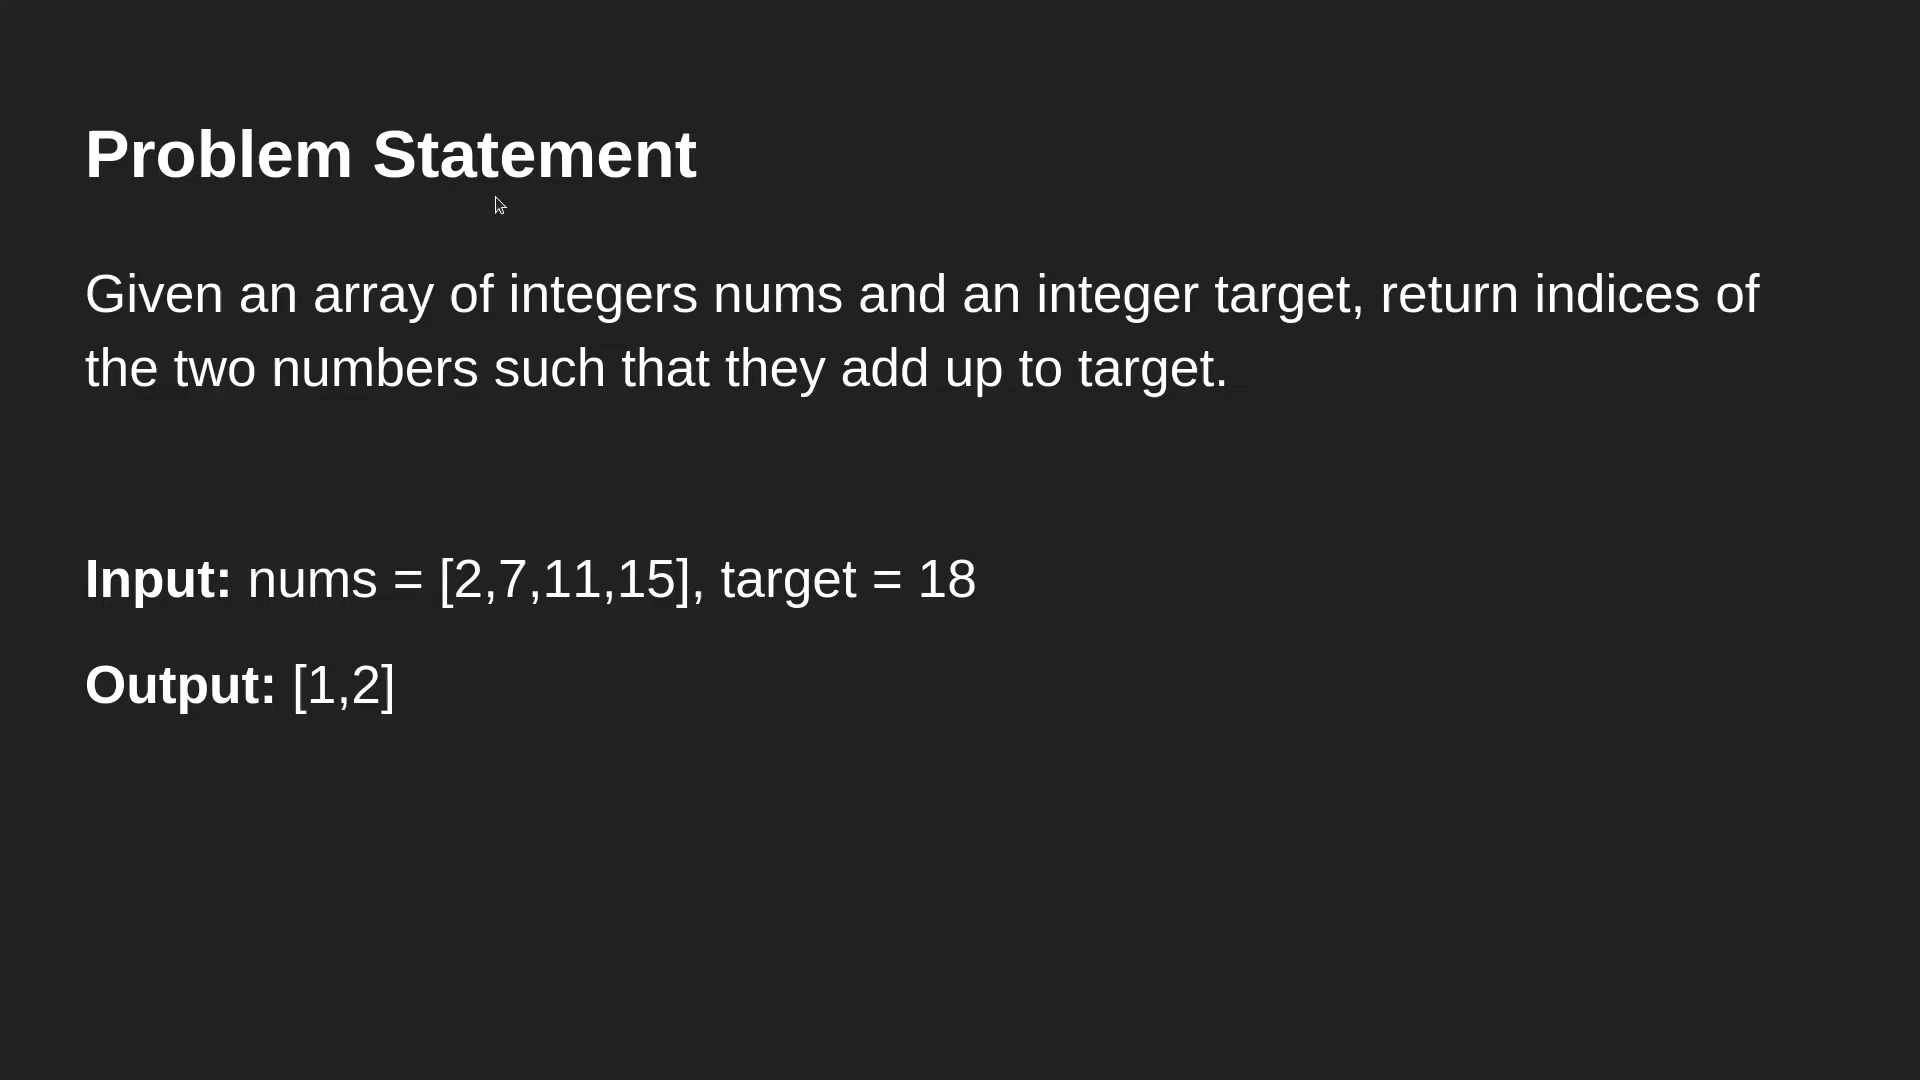 Problem Statement
Given an array of integers nums and an integer target, return indices of
the two numbers such that they add up to target.
Input: nums = [2,7,11,15], target = 18
Output: [1,2]